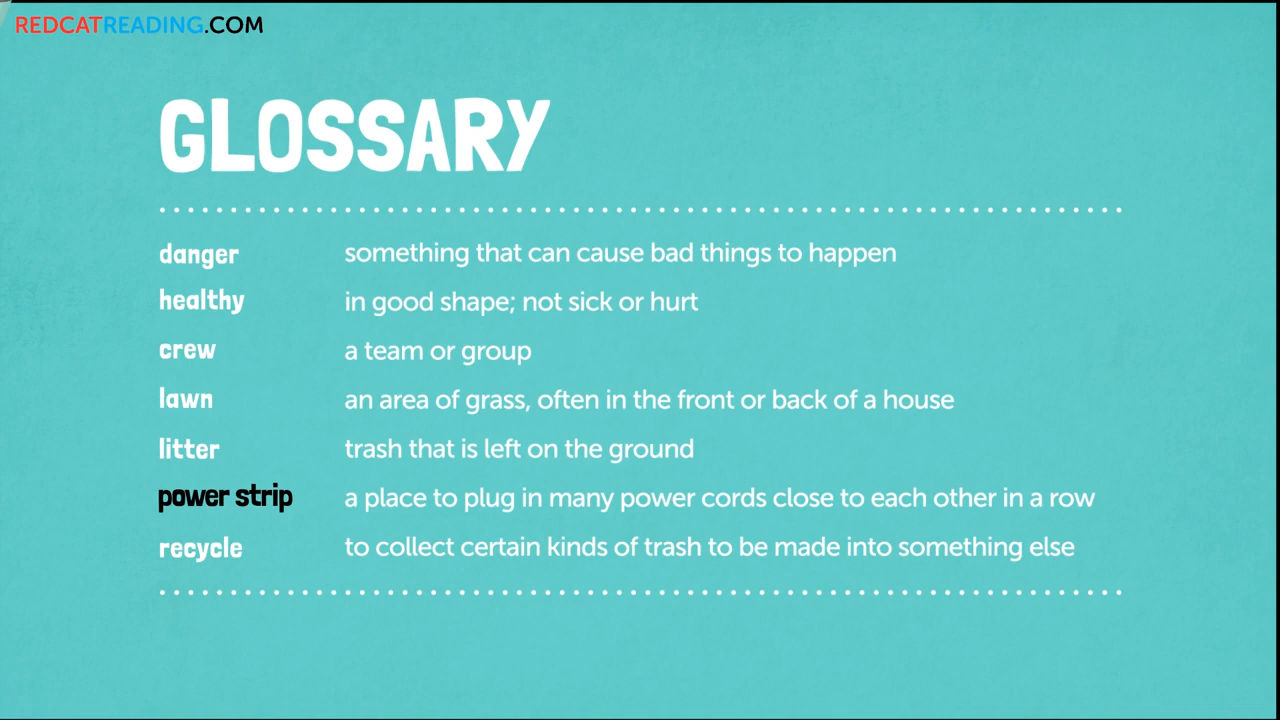 REDCATREADING.COM
GLOSSARY
danger something that can cause bad things to happen
healthy in good shape; not sick or hurt
crew a team or group
lawn an area of grass, often in the front or back of a house
litter trash that is left on the ground
power strip a place to plug in many power cords close to each other in a row
recycle to collect certain kinds of trash to be made into something else